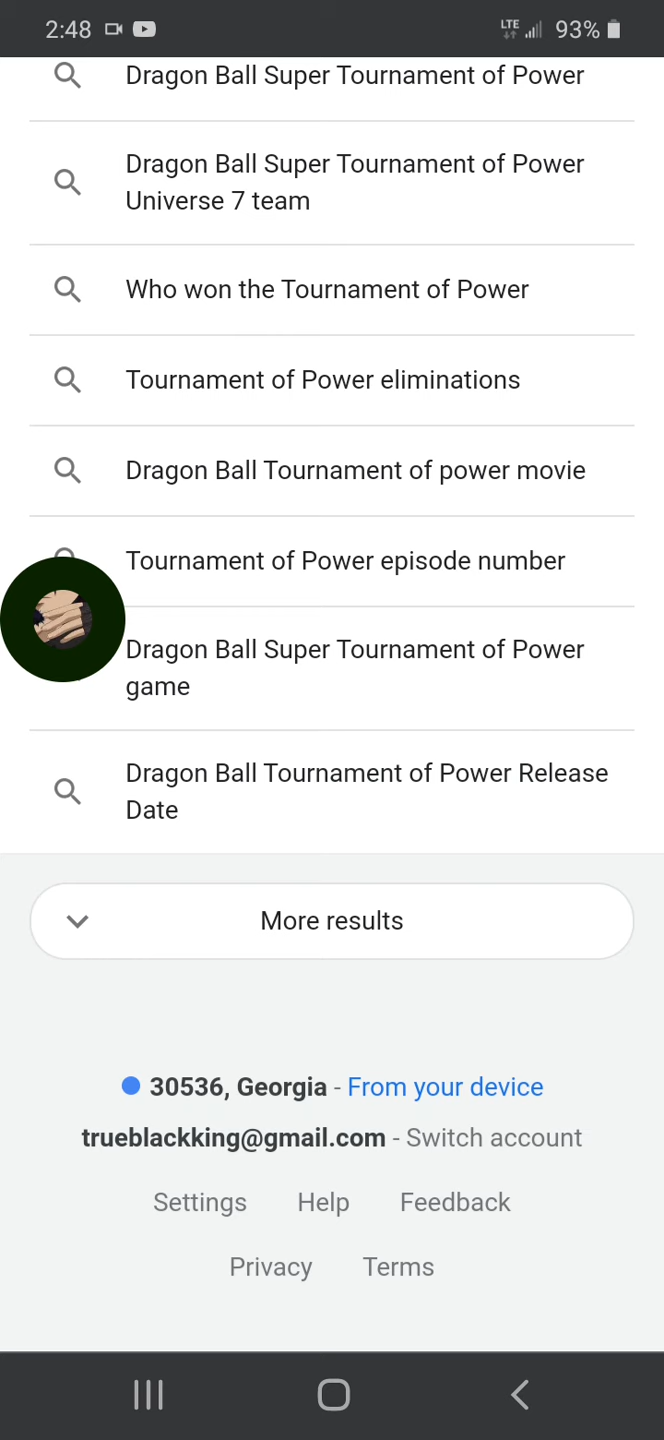 2:48 LTE 93%
Dragon Ball Super Tournament of Power
Dragon Ball Super Tournament of Power
Universe 7 team
Who won the Tournament of Power
Tournament of Power eliminations
Dragon Ball Tournament of power movie
Tournament of Power episode number
Dragon Ball Super Tournament of Power
game
Dragon Ball Tournament of Power Release
Date
More results
30536, Georgia - From your device
trueblackking@gmail.com - Switch account
Settings Help Feedback
Privacy Terms